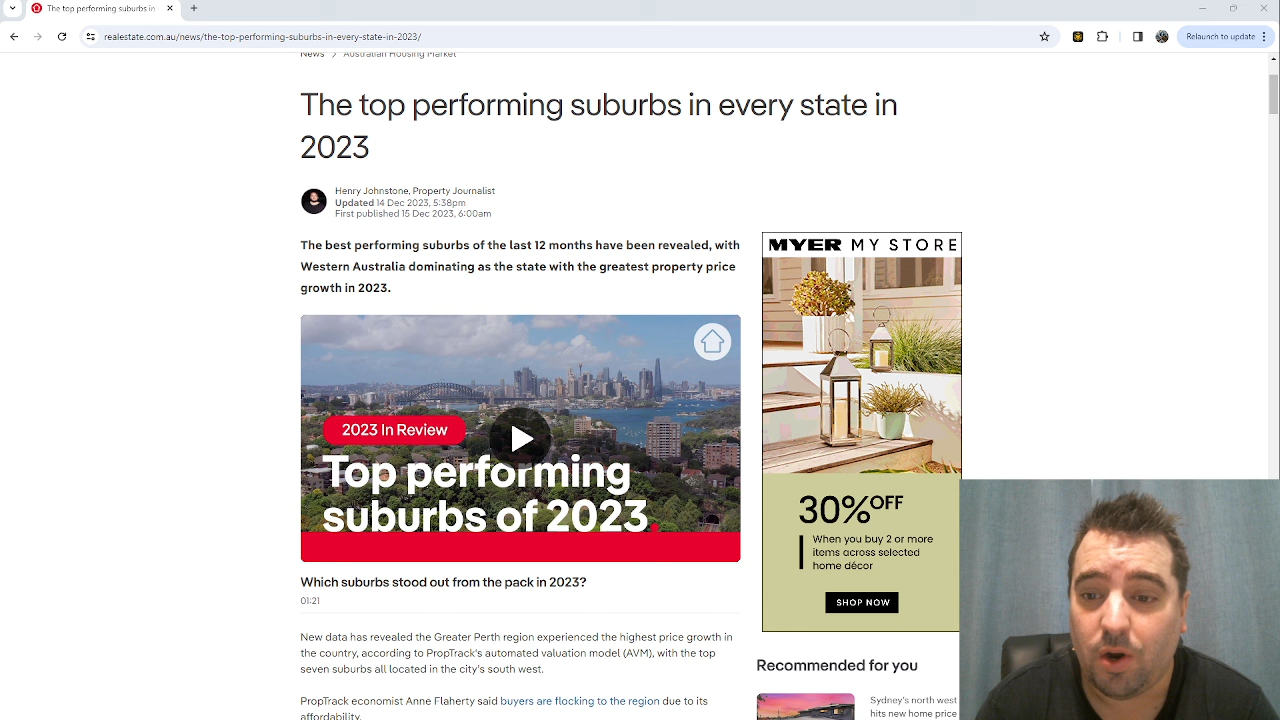 The top performing suburbs in
realestate.com.au/news/the-top-performing-suburbs-in-every-state-in-2023/
Relaunch to update
News > Australian Housing Market
The top performing suburbs in every state in
2023
Henry Johnstone, Property Journalist
Updated 14 Dec 2023, 5:38pm
First published 15 Dec 2023, 6:00am
The best performing suburbs of the last 12 months have been revealed, with
Western Australia dominating as the state with the greatest property price
growth in 2023.
2023 In Review
Top performing
suburbs of 2023.
Which suburbs stood out from the pack in 2023?
01:21
New data has revealed the Greater Perth region experienced the highest price growth in
the country, according to PropTrack's automated valuation model (AVM), with the top
seven suburbs all located in the city's south west.
PropTrack economist Anne Flaherty said buyers are flocking to the region due to its
affordability.
MYER MY STORE
30% OFF
When you buy 2 or more
items across selected
home décor
SHOP NOW
Recommended for you
Sydney's north west
hits new home price